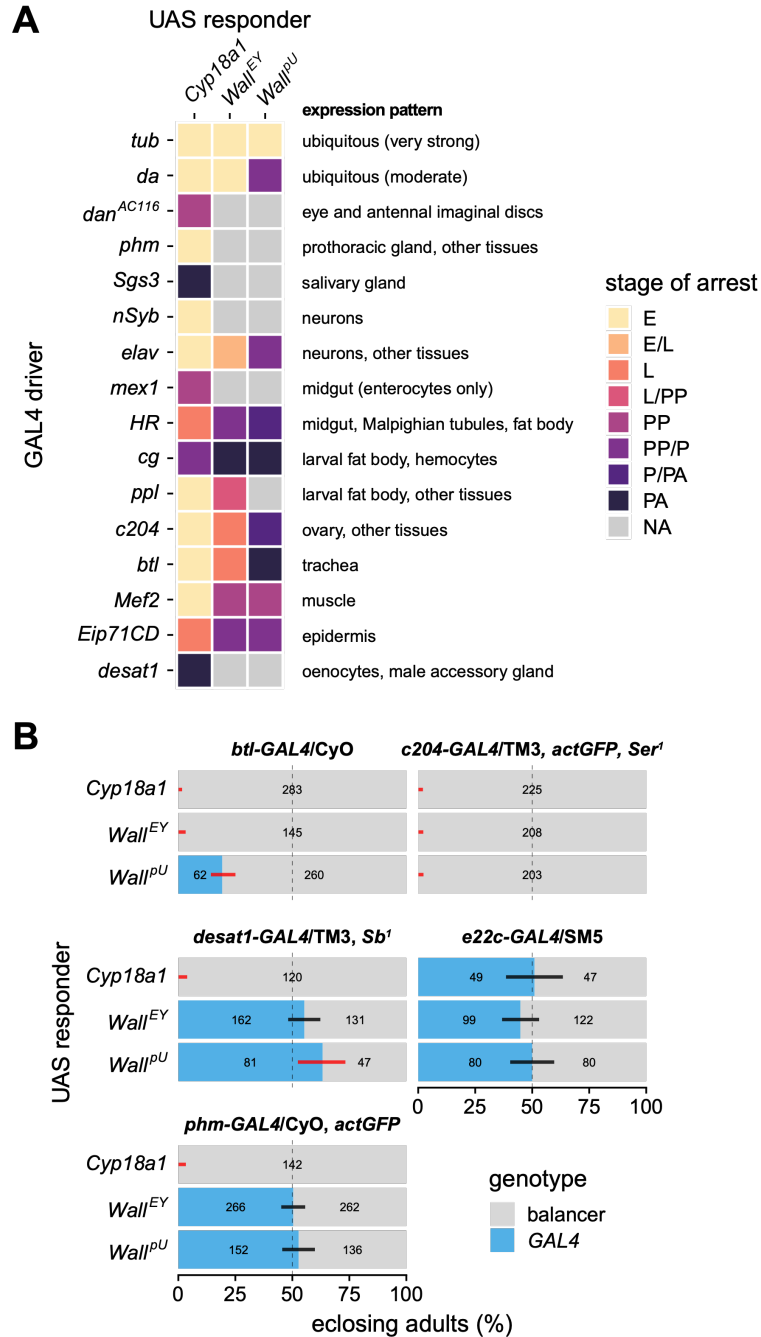 A
UAS responder
Cyp18a1
Wall^EY
Wall^pU
expression pattern
GAL4 driver
tub ubiquitous (very strong)
da ubiquitous (moderate)
dan^AC116 eye and antennal imaginal discs
phm prothoracic gland, other tissues
Sgs3 salivary gland
nSyb neurons
elav neurons, other tissues
mex1 midgut (enterocytes only)
HR midgut, Malpighian tubules, fat body
cg larval fat body, hemocytes
ppl larval fat body, other tissues
c204 ovary, other tissues
btl trachea
Mef2 muscle
Eip71CD epidermis
desat1 oenocytes, male accessory gland
stage of arrest
E
E/L
L
L/PP
PP
PP/P
P/PA
PA
NA
B
UAS responder
btl-GAL4/CyO
Cyp18a1 283
Wall^EY 145
Wall^pU 62 260
c204-GAL4/TM3, actGFP, Ser¹
225
208
203
desat1-GAL4/TM3, Sb¹
Cyp18a1 120
Wall^EY 162 131
Wall^pU 81 47
e22c-GAL4/SM5
49 47
99 122
80 80
0 25 50 75 100
phm-GAL4/CyO, actGFP
Cyp18a1 142
Wall^EY 266 262
Wall^pU 152 136
0 25 50 75 100
eclosing adults (%)
genotype
balancer
GAL4